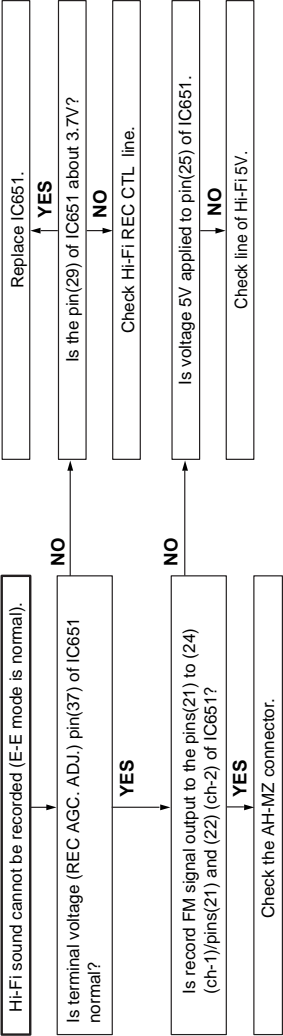 Hi-Fi sound cannot be recorded (E-E mode is normal).
Is terminal voltage (REC AGC. ADJ.) pin(37) of IC651
normal?
NO
YES
Replace IC651.
YES
Is the pin(29) of IC651 about 3.7V?
NO
Check Hi-Fi REC CTL line.
Is record FM signal output to the pins(21) to (24)
(ch-1)/pins(21) and (22) (ch-2) of IC651?
NO
YES
Check the AH-MZ connector.
Is voltage 5V applied to pin(25) of IC651.
NO
Check line of Hi-Fi 5V.